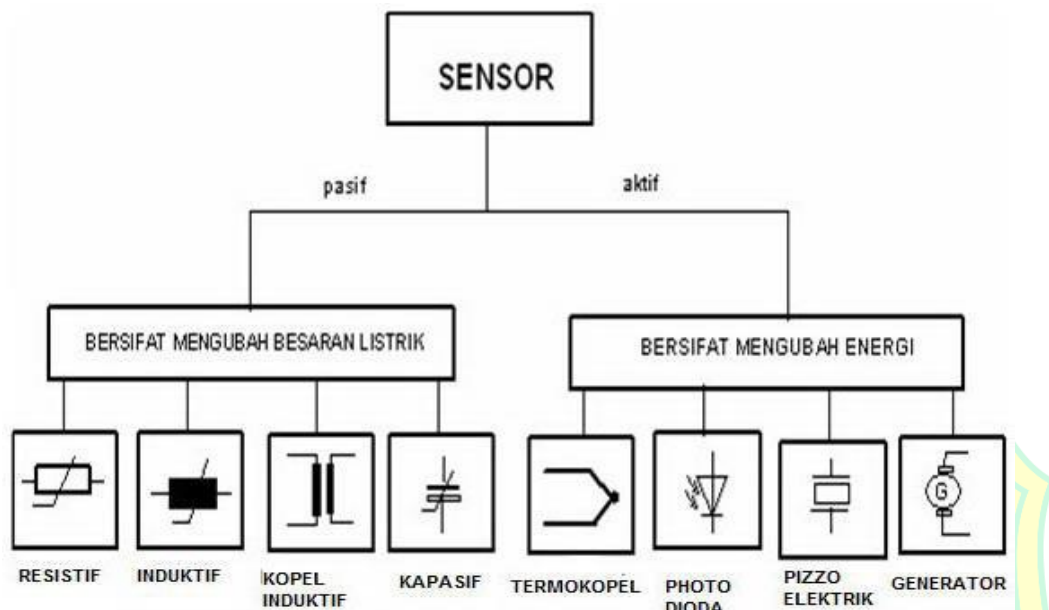 SENSOR
pasif
aktif
BERSIFAT MENGUBAH BESARAN LISTRIK
BERSIFAT MENGUBAH ENERGI
RESISTIF
INDUKTIF
KOPEL
INDUKTIF
KAPASIF
TERMOKOPEL
PHOTO
DIODA
PIZZO
ELEKTRIK
G
GENERATOR